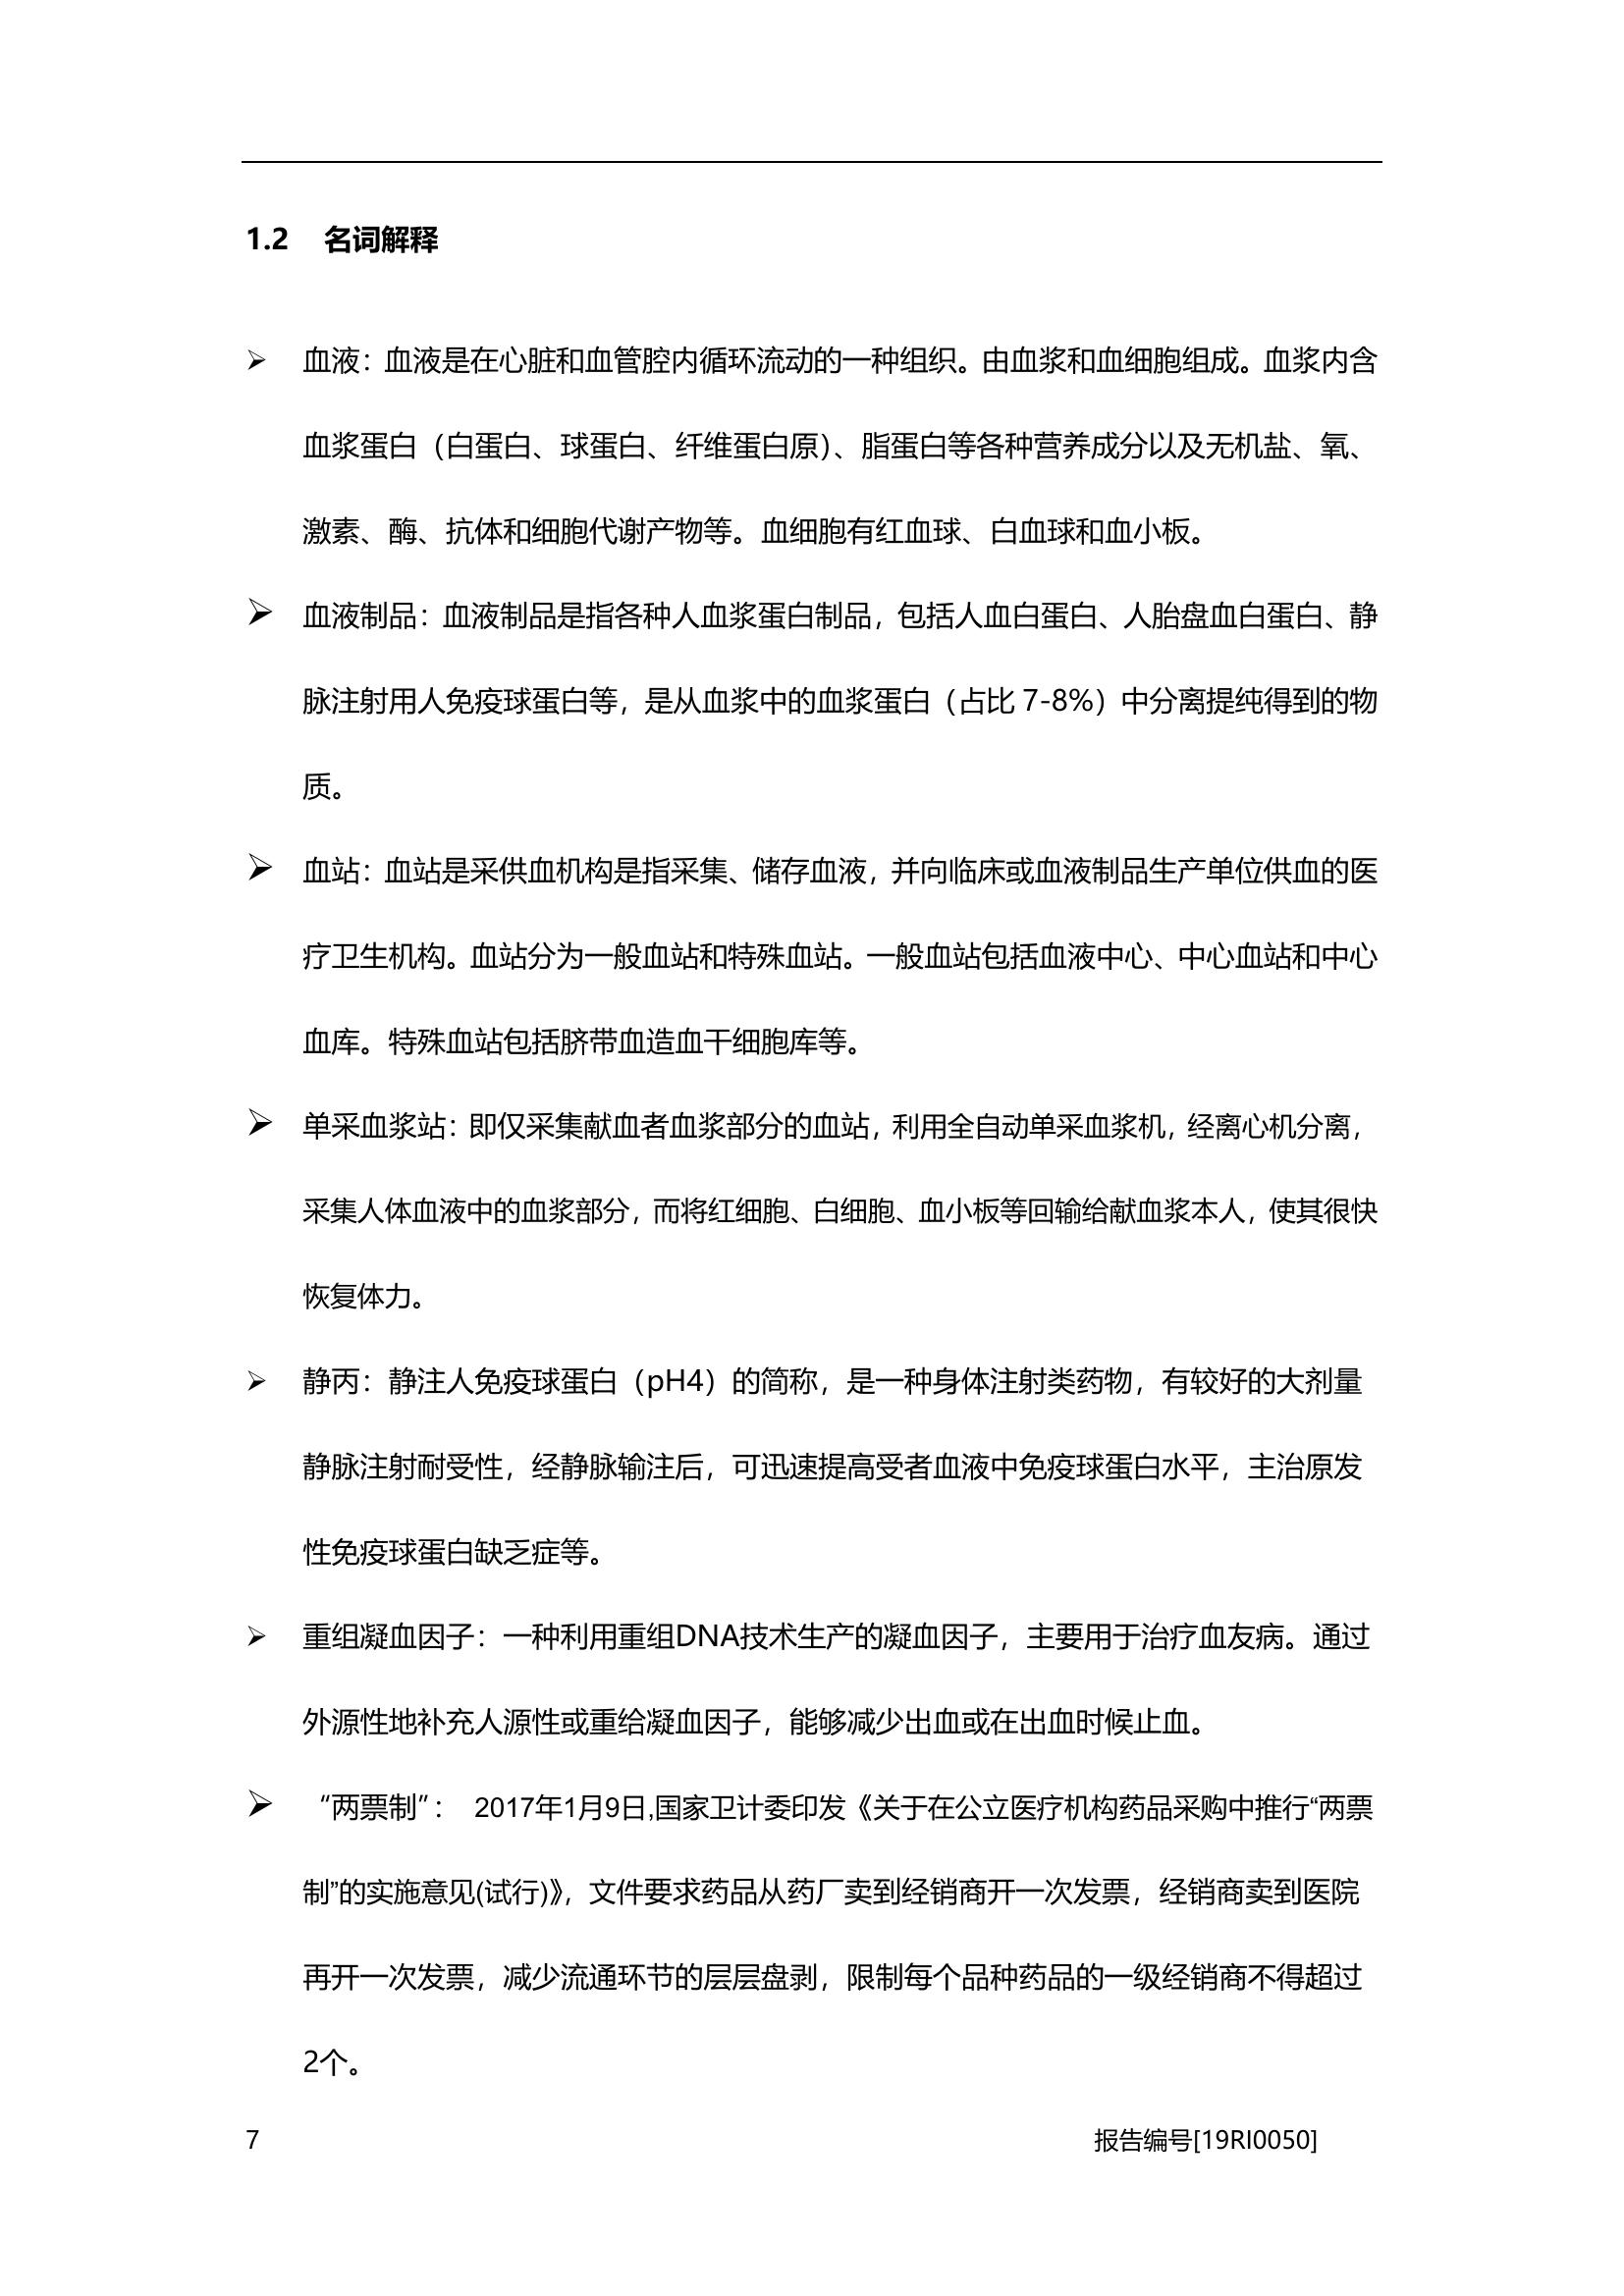 1.2 名词解释
➢ 血液：血液是在心脏和血管腔内循环流动的一种组织。由血浆和血细胞组成。血浆内含
血浆蛋白（白蛋白、球蛋白、纤维蛋白原）、脂蛋白等各种营养成分以及无机盐、氧、
激素、酶、抗体和细胞代谢产物等。血细胞有红血球、白血球和血小板。
➢ 血液制品：血液制品是指各种人血浆蛋白制品，包括人血白蛋白、人胎盘血白蛋白、静
脉注射用人免疫球蛋白等，是从血浆中的血浆蛋白（占比 7-8%）中分离提纯得到的物
质。
➢ 血站：血站是采供血机构是指采集、储存血液，并向临床或血液制品生产单位供血的医
疗卫生机构。血站分为一般血站和特殊血站。一般血站包括血液中心、中心血站和中心
血库。特殊血站包括脐带血造血干细胞库等。
➢ 单采血浆站：即仅采集献血者血浆部分的血站，利用全自动单采血浆机，经离心机分离，
采集人体血液中的血浆部分，而将红细胞、白细胞、血小板等回输给献血浆本人，使其很快
恢复体力。
➢ 静丙：静注人免疫球蛋白（pH4）的简称，是一种身体注射类药物，有较好的大剂量
静脉注射耐受性，经静脉输注后，可迅速提高受者血液中免疫球蛋白水平，主治原发
性免疫球蛋白缺乏症等。
➢ 重组凝血因子：一种利用重组DNA技术生产的凝血因子，主要用于治疗血友病。通过
外源性地补充人源性或重给凝血因子，能够减少出血或在出血时候止血。
➢ “两票制”： 2017年1月9日,国家卫计委印发《关于在公立医疗机构药品采购中推行“两票
制”的实施意见(试行)》，文件要求药品从药厂卖到经销商开一次发票，经销商卖到医院
再开一次发票，减少流通环节的层层盘剥，限制每个品种药品的一级经销商不得超过
2个。
7 报告编号[19RI0050]